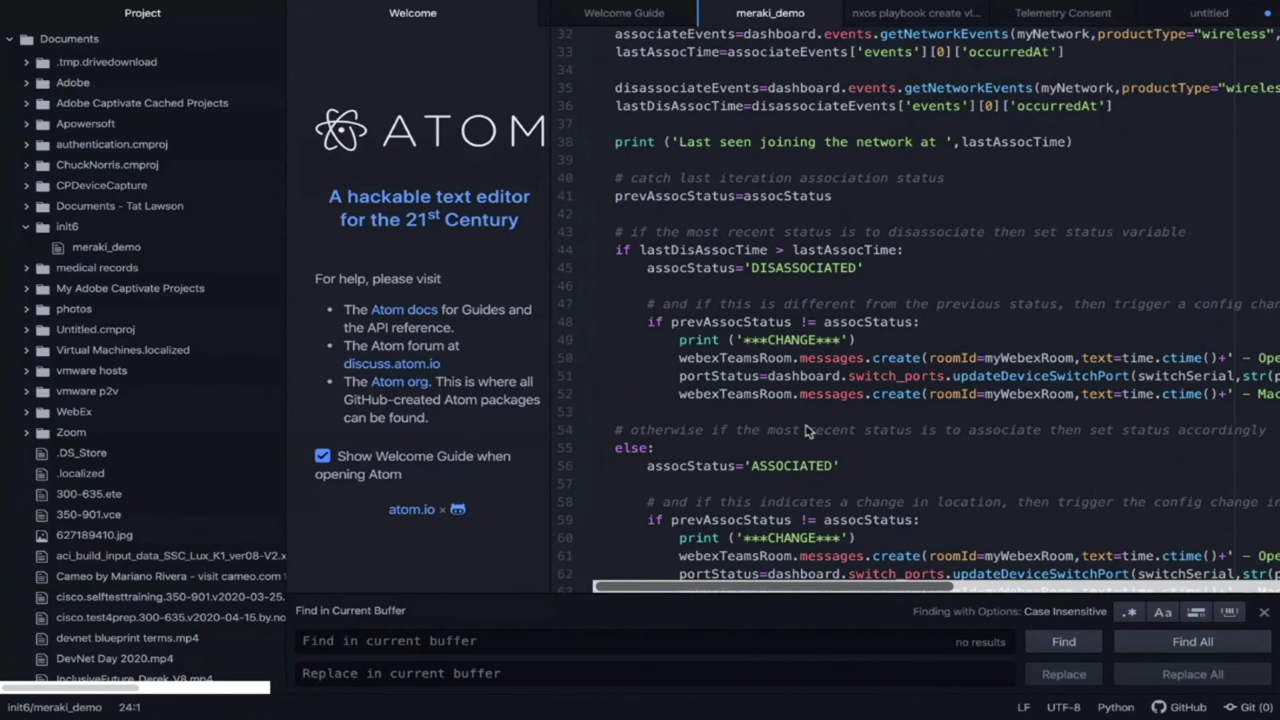 Project
Documents
.tmp.drivedownload
Adobe
Adobe Captivate Cached Projects
Apowersoft
authentication.cmproj
ChuckNorris.cmproj
CPDeviceCapture
Documents - Tat Lawson
init6
meraki_demo
medical records
My Adobe Captivate Projects
photos
Untitled.cmproj
Virtual Machines.localized
vmware hosts
vmware p2v
WebEx
Zoom
.DS_Store
.localized
300-635.ete
350-901.vce
627189410.jpg
aci_build_input_data_SSC_Lux_K1_ver08-V2.x
Cameo by Mariano Rivera - visit cameo.com
cisco.selftesttraining.350-901.v2020-03-25.
cisco.test4prep.300-635.v2020-04-15.by.no
devnet blueprint terms.mp4
DevNet Day 2020.mp4
InclusiveFuture_Derek_V8.mp4
Welcome
ATOM
A hackable text editor
for the 21st Century
For help, please visit
• The Atom docs for Guides and
the API reference.
• The Atom forum at
discuss.atom.io
• The Atom org. This is where all
GitHub-created Atom packages
can be found.
Show Welcome Guide when
opening Atom
atom.io ×
Welcome Guide meraki_demo nxos playbook create vl... Telemetry Consent untitled
32 associateEvents=dashboard.events.getNetworkEvents(myNetwork,productType="wireless",
33 lastAssocTime=associateEvents['events'][0]['occurredAt']
34
35 disassociateEvents=dashboard.events.getNetworkEvents(myNetwork,productType="wireles
36 lastDisAssocTime=disassociateEvents['events'][0]['occurredAt']
37
38 print ('Last seen joining the network at ',lastAssocTime)
39
40 # catch last iteration association status
41 prevAssocStatus=assocStatus
42
43 # if the most recent status is to disassociate then set status variable
44 if lastDisAssocTime > lastAssocTime:
45 assocStatus='DISASSOCIATED'
46
47 # and if this is different from the previous status, then trigger a config chan
48 if prevAssocStatus != assocStatus:
49 print ('***CHANGE***')
50 webexTeamsRoom.messages.create(roomId=myWebexRoom,text=time.ctime()+' – Ope
51 portStatus=dashboard.switch_ports.updateDeviceSwitchPort(switchSerial,str(p
52 webexTeamsRoom.messages.create(roomId=myWebexRoom,text=time.ctime()+' – Mac
53
54 # otherwise if the most recent status is to associate then set status accordingly
55 else:
56 assocStatus='ASSOCIATED'
57
58 # and if this indicates a change in location, then trigger the config change in
59 if prevAssocStatus != assocStatus:
60 print ('***CHANGE***')
61 webexTeamsRoom.messages.create(roomId=myWebexRoom,text=time.ctime()+' – Ope
62 portStatus=dashboard.switch_ports.updateDeviceSwitchPort(switchSerial,str(p
Find in Current Buffer Finding with Options: Case Insensitive .* Aa
Find in current buffer no results Find Find All
Replace in current buffer Replace Replace All
init6/meraki_demo 24:1 LF UTF-8 Python GitHub Git (0)